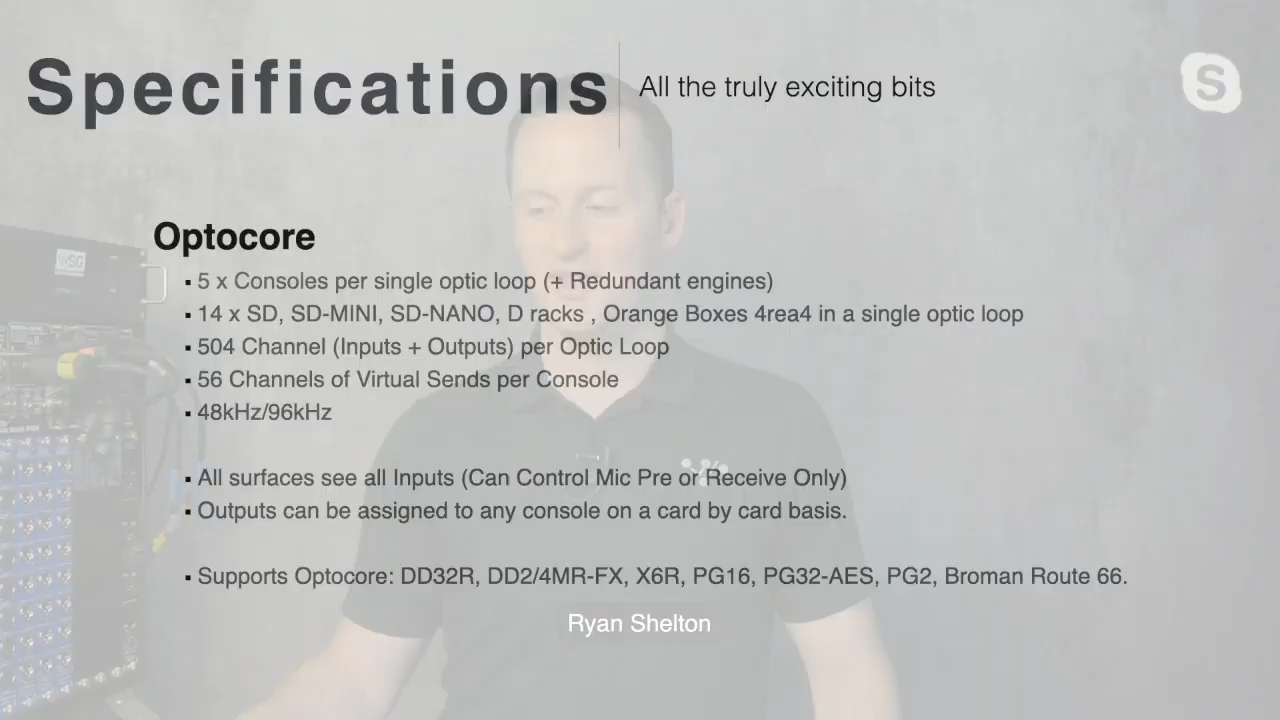 Specifications
All the truly exciting bits
S
WSG
Optocore
▪ 5 x Consoles per single optic loop (+ Redundant engines)
▪ 14 x SD, SD-MINI, SD-NANO, D racks , Orange Boxes 4rea4 in a single optic loop
▪ 504 Channel (Inputs + Outputs) per Optic Loop
▪ 56 Channels of Virtual Sends per Console
▪ 48kHz/96kHz
▪ All surfaces see all Inputs (Can Control Mic Pre or Receive Only)
▪ Outputs can be assigned to any console on a card by card basis.
▪ Supports Optocore: DD32R, DD2/4MR-FX, X6R, PG16, PG32-AES, PG2, Broman Route 66.
Ryan Shelton